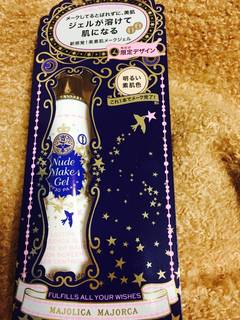 メークしてるとばれずに、美肌
ジェルが溶けて
肌になる
新感覚!美素肌メークジェル
限定デザイン
明るい
素肌色
これ1本でメーク完了!
Nude
Make
Gel
FULFILLS ALL YOUR WISHES
MAJOLICA MAJORCA